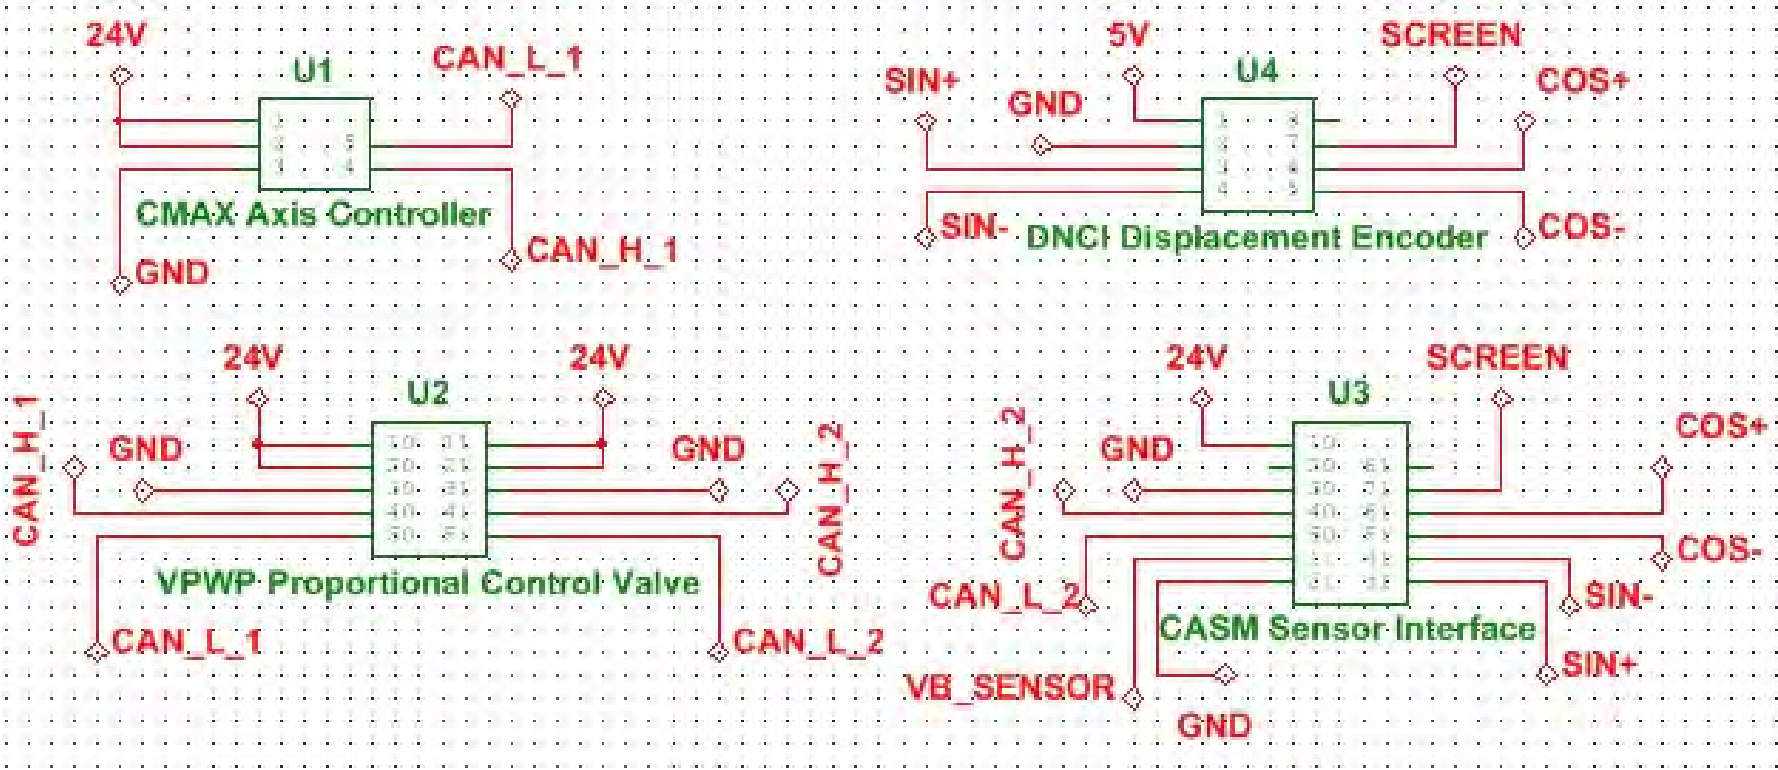 24V
U1
CAN_L_1
CMAX Axis Controller
GND
CAN_H_1
5V
SCREEN
U4
SIN+
GND
COS+
SIN-
DNCI Displacement Encoder
COS-
24V
24V
U2
CAN_H_1
GND
GND
CAN_H_2
VPWP Proportional Control Valve
CAN_L_1
CAN_L_2
24V
SCREEN
U3
CAN_H_2
GND
COS+
COS-
CAN_L_2
SIN-
CASM Sensor Interface
SIN+
VB_SENSOR
GND